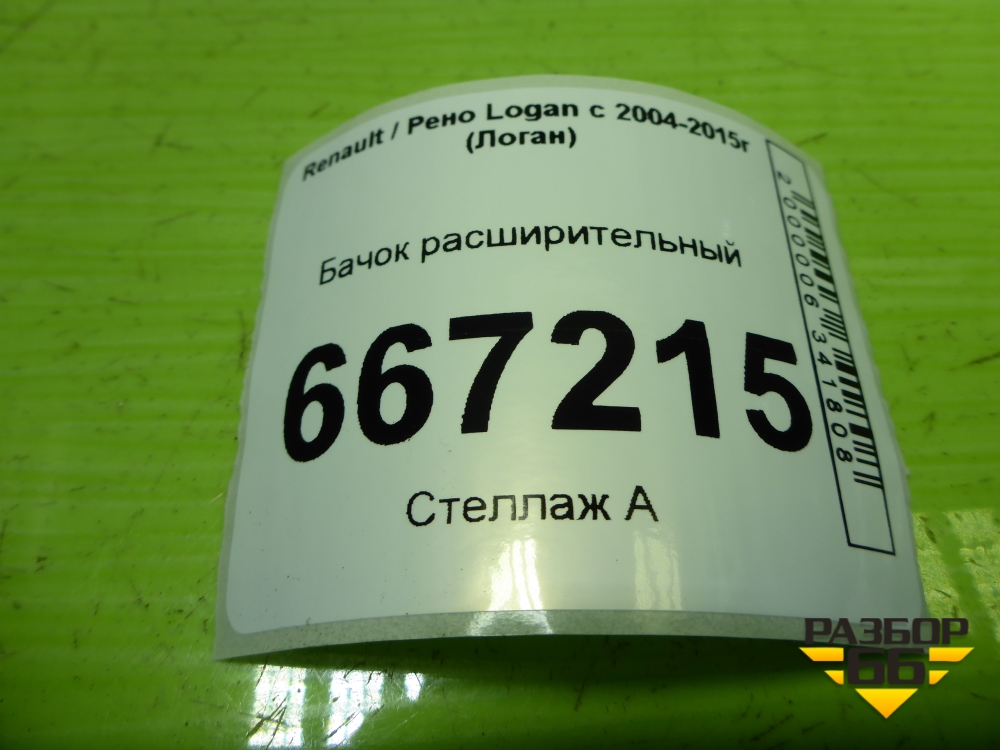 Renault / Рено Logan с 2004-2015г
(Логан)
Бачок расширительный
667215
Стеллаж А
2000006341808
РАЗБОР
66